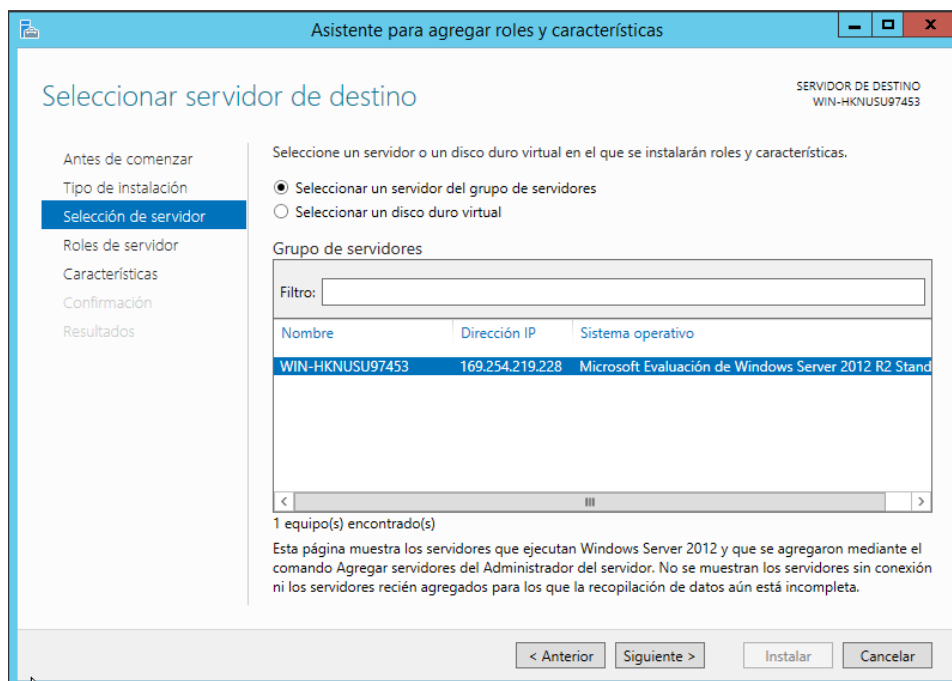 Asistente para agregar roles y características
Seleccionar servidor de destino
SERVIDOR DE DESTINO
WIN-HKNUSU97453
Antes de comenzar
Tipo de instalación
Selección de servidor
Roles de servidor
Características
Confirmación
Resultados
Seleccione un servidor o un disco duro virtual en el que se instalarán roles y características.
Seleccionar un servidor del grupo de servidores
Seleccionar un disco duro virtual
Grupo de servidores
Filtro:
Nombre Dirección IP Sistema operativo
WIN-HKNUSU97453 169.254.219.228 Microsoft Evaluación de Windows Server 2012 R2 Stand
1 equipo(s) encontrado(s)
Esta página muestra los servidores que ejecutan Windows Server 2012 y que se agregaron mediante el
comando Agregar servidores del Administrador del servidor. No se muestran los servidores sin conexión
ni los servidores recién agregados para los que la recopilación de datos aún está incompleta.
< Anterior Siguiente > Instalar Cancelar